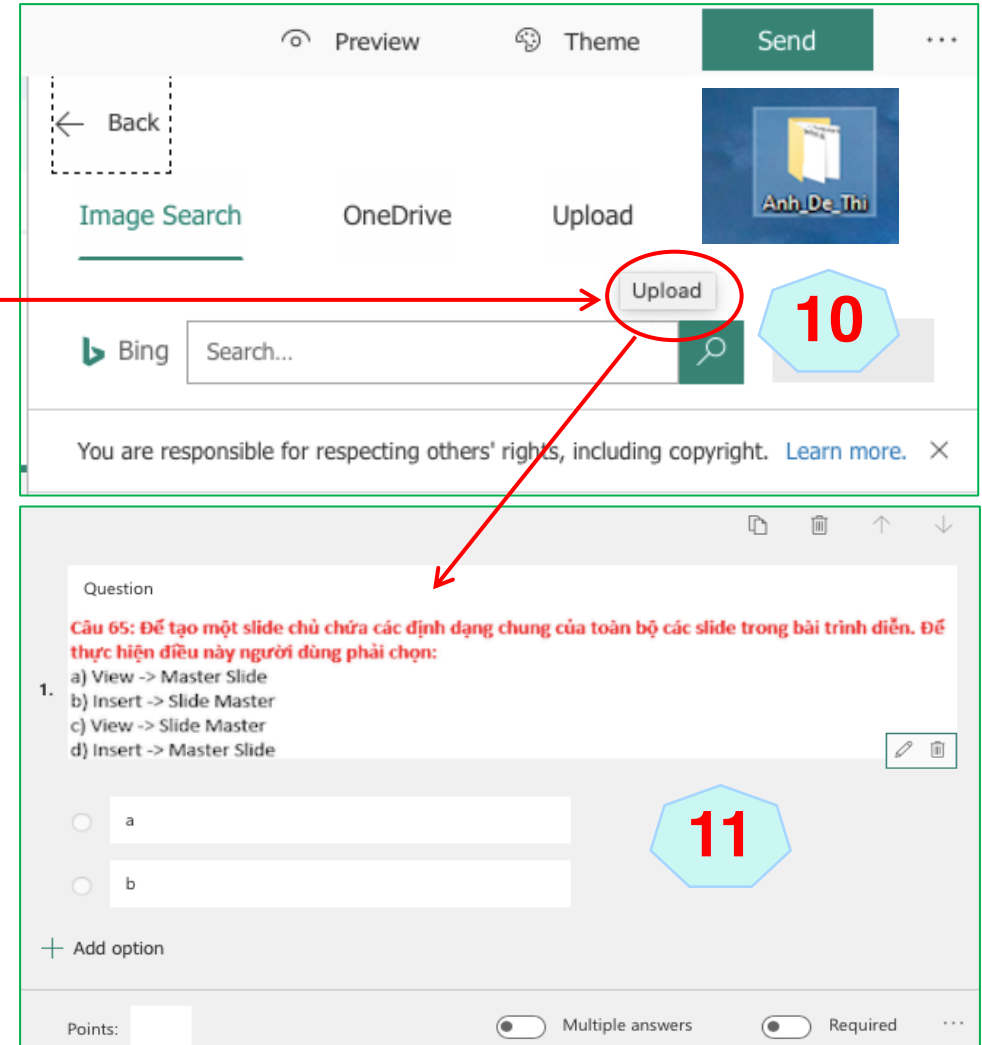 Preview Theme Send ...
Back
Anh_De_Thi
Image Search OneDrive Upload
Upload
10
Bing Search...
You are responsible for respecting others' rights, including copyright. Learn more.
Question
Câu 65: Để tạo một slide chủ chứa các định dạng chung của toàn bộ các slide trong bài trình diễn. Để
thực hiện điều này người dùng phải chọn:
1.
a) View -> Master Slide
b) Insert -> Slide Master
c) View -> Slide Master
d) Insert -> Master Slide
a
11
b
Add option
Points: Multiple answers Required ...